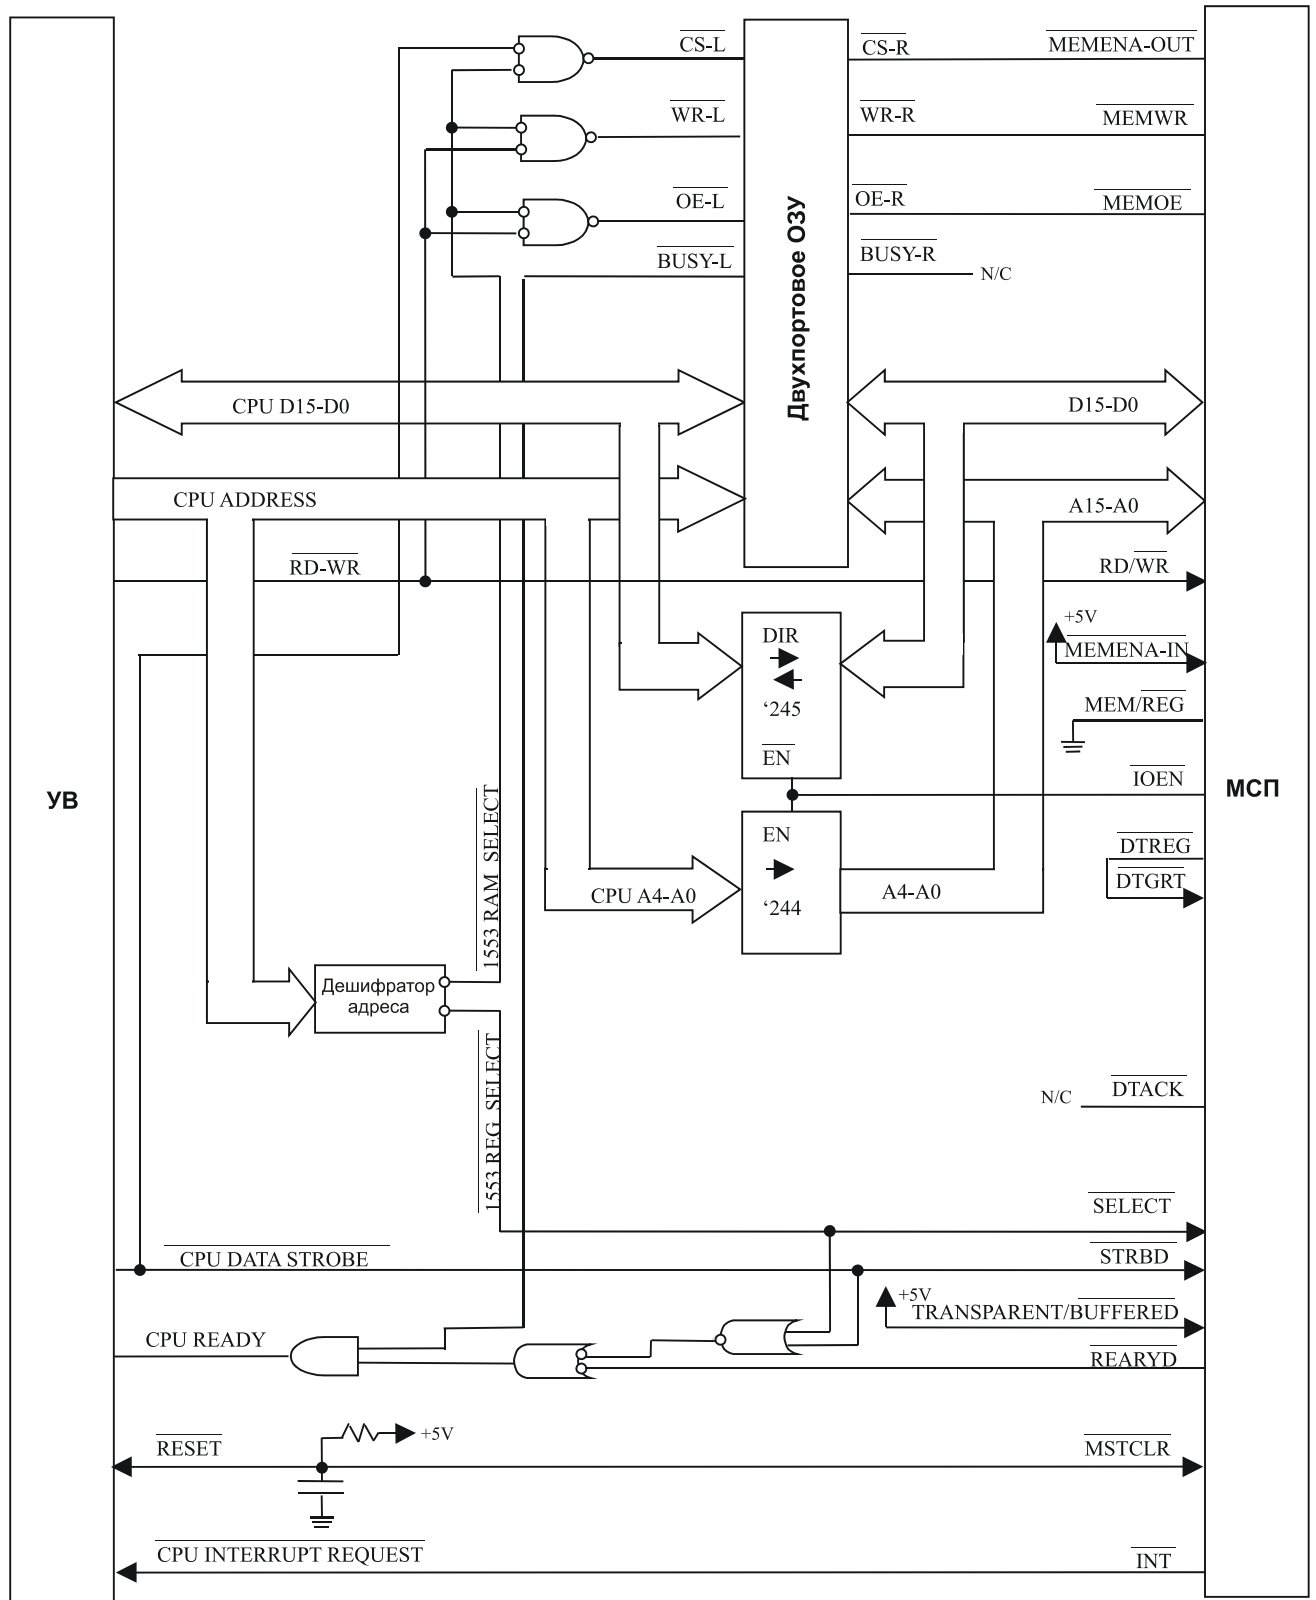 CS-L
CS-R
MEMENA-OUT
WR-L
WR-R
MEMWR
OE-L
OE-R
MEMOE
BUSY-L
BUSY-R
N/C
Двухпортовое ОЗУ
CPU D15-D0
D15-D0
CPU ADDRESS
A15-A0
RD-WR
RD/WR
+5V
MEMENA-IN
DIR
‘245
EN
MEM/REG
IOEN
УВ
МСП
EN
‘244
DTREG
DTGRT
CPU A4-A0
A4-A0
1553 RAM SELECT
Дешифратор
адреса
1553 REG SELECT
N/C
DTACK
SELECT
CPU DATA STROBE
STRBD
+5V
TRANSPARENT/BUFFERED
CPU READY
REARYD
+5V
RESET
MSTCLR
CPU INTERRUPT REQUEST
INT